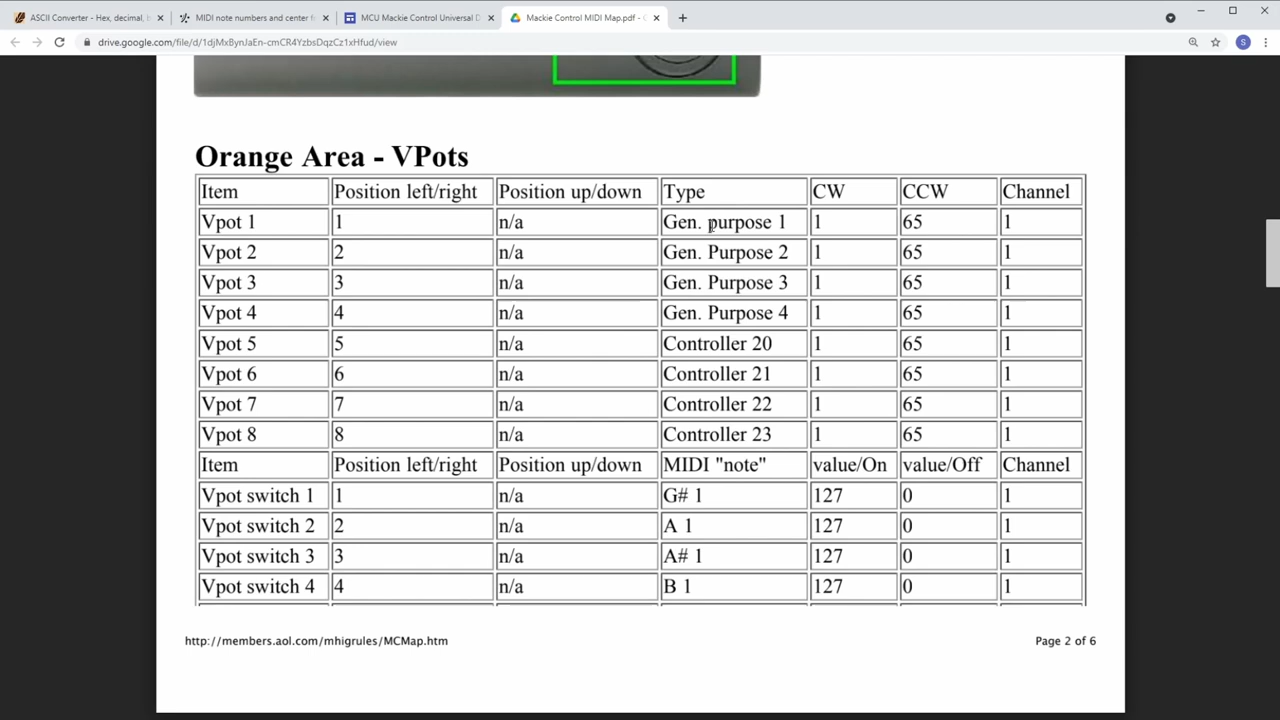 ASCII Converter - Hex, decimal, b
MIDI note numbers and center f
MCU Mackie Control Universal D
Mackie Control MIDI Map.pdf -
drive.google.com/file/d/1djMxBynJaEn-cmCR4YzbsDqzCz1xHfud/view
S
Orange Area - VPots
Item Position left/right Position up/down Type CW CCW Channel
Vpot 1 1 n/a Gen. purpose 1 1 65 1
Vpot 2 2 n/a Gen. Purpose 2 1 65 1
Vpot 3 3 n/a Gen. Purpose 3 1 65 1
Vpot 4 4 n/a Gen. Purpose 4 1 65 1
Vpot 5 5 n/a Controller 20 1 65 1
Vpot 6 6 n/a Controller 21 1 65 1
Vpot 7 7 n/a Controller 22 1 65 1
Vpot 8 8 n/a Controller 23 1 65 1
Item Position left/right Position up/down MIDI "note" value/On value/Off Channel
Vpot switch 1 1 n/a G# 1 127 0 1
Vpot switch 2 2 n/a A 1 127 0 1
Vpot switch 3 3 n/a A# 1 127 0 1
Vpot switch 4 4 n/a B 1 127 0 1
http://members.aol.com/mhigrules/MCMap.htm Page 2 of 6